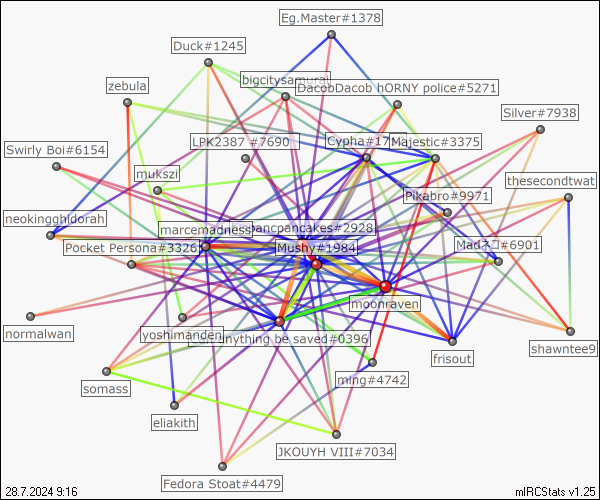 Eg.Master#1378
Duck#1245
bigcitysamurai
DacobDacob hORNY police#5271
zebula
Silver#7938
LPK2387 #7690
Cypha#17
Majestic#3375
Swirly Boi#6154
mukszi
thesecondtwat
Pikabro#9971
neokingghidorah
marcemadness
pancpancakes#2928
Pocket Persona#3326
Mushy#1984
Madネコ#6901
moonraven
normalwan
yoshimanden
anything be saved#0396
frisout
shawntee9
ming#4742
somass
eliakith
JKOUYH VIII#7034
Fedora Stoat#4479
28.7.2024 9:16
mIRCStats v1.25